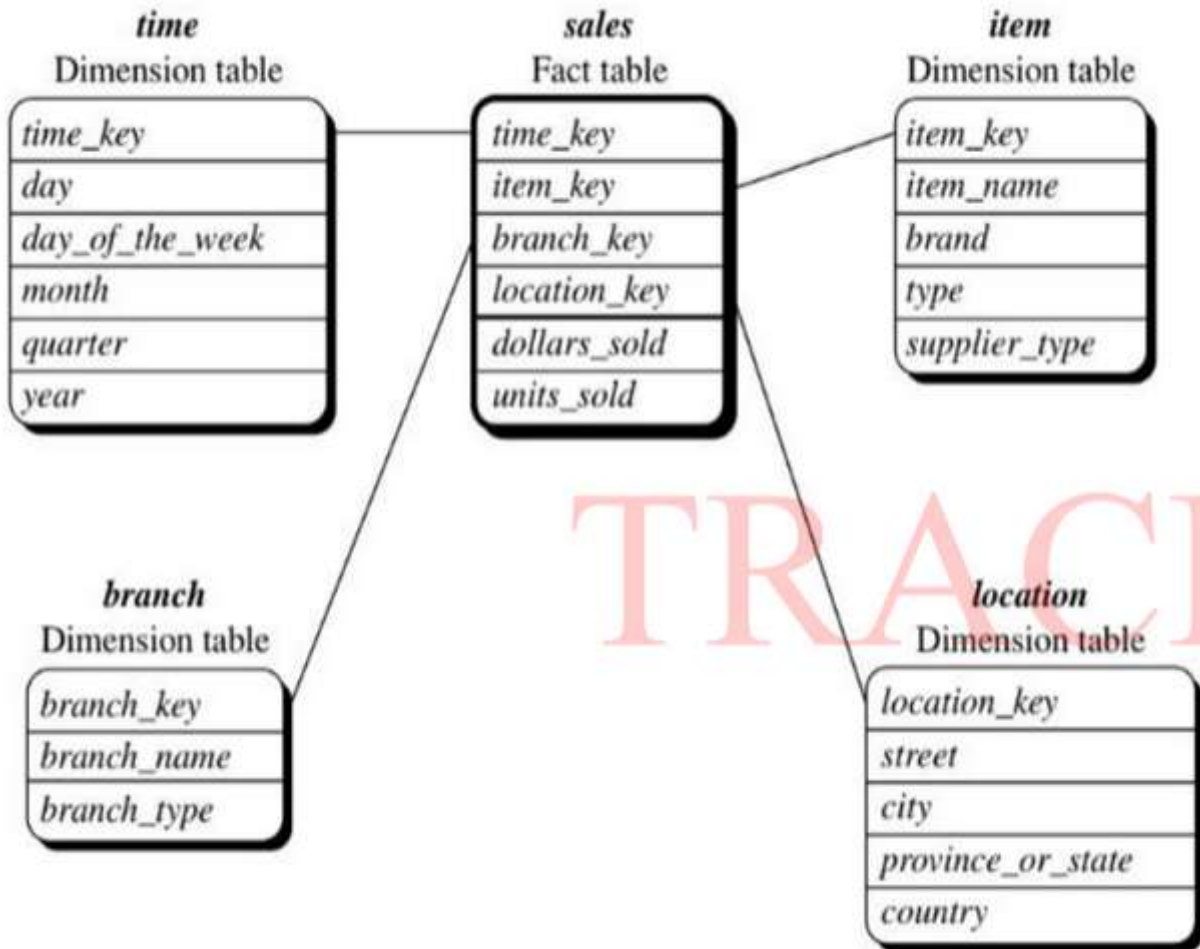 time
Dimension table
time_key
day
day_of_the_week
month
quarter
year
sales
Fact table
time_key
item_key
branch_key
location_key
dollars_sold
units_sold
item
Dimension table
item_key
item_name
brand
type
supplier_type
branch
Dimension table
branch_key
branch_name
branch_type
location
Dimension table
location_key
street
city
province_or_state
country